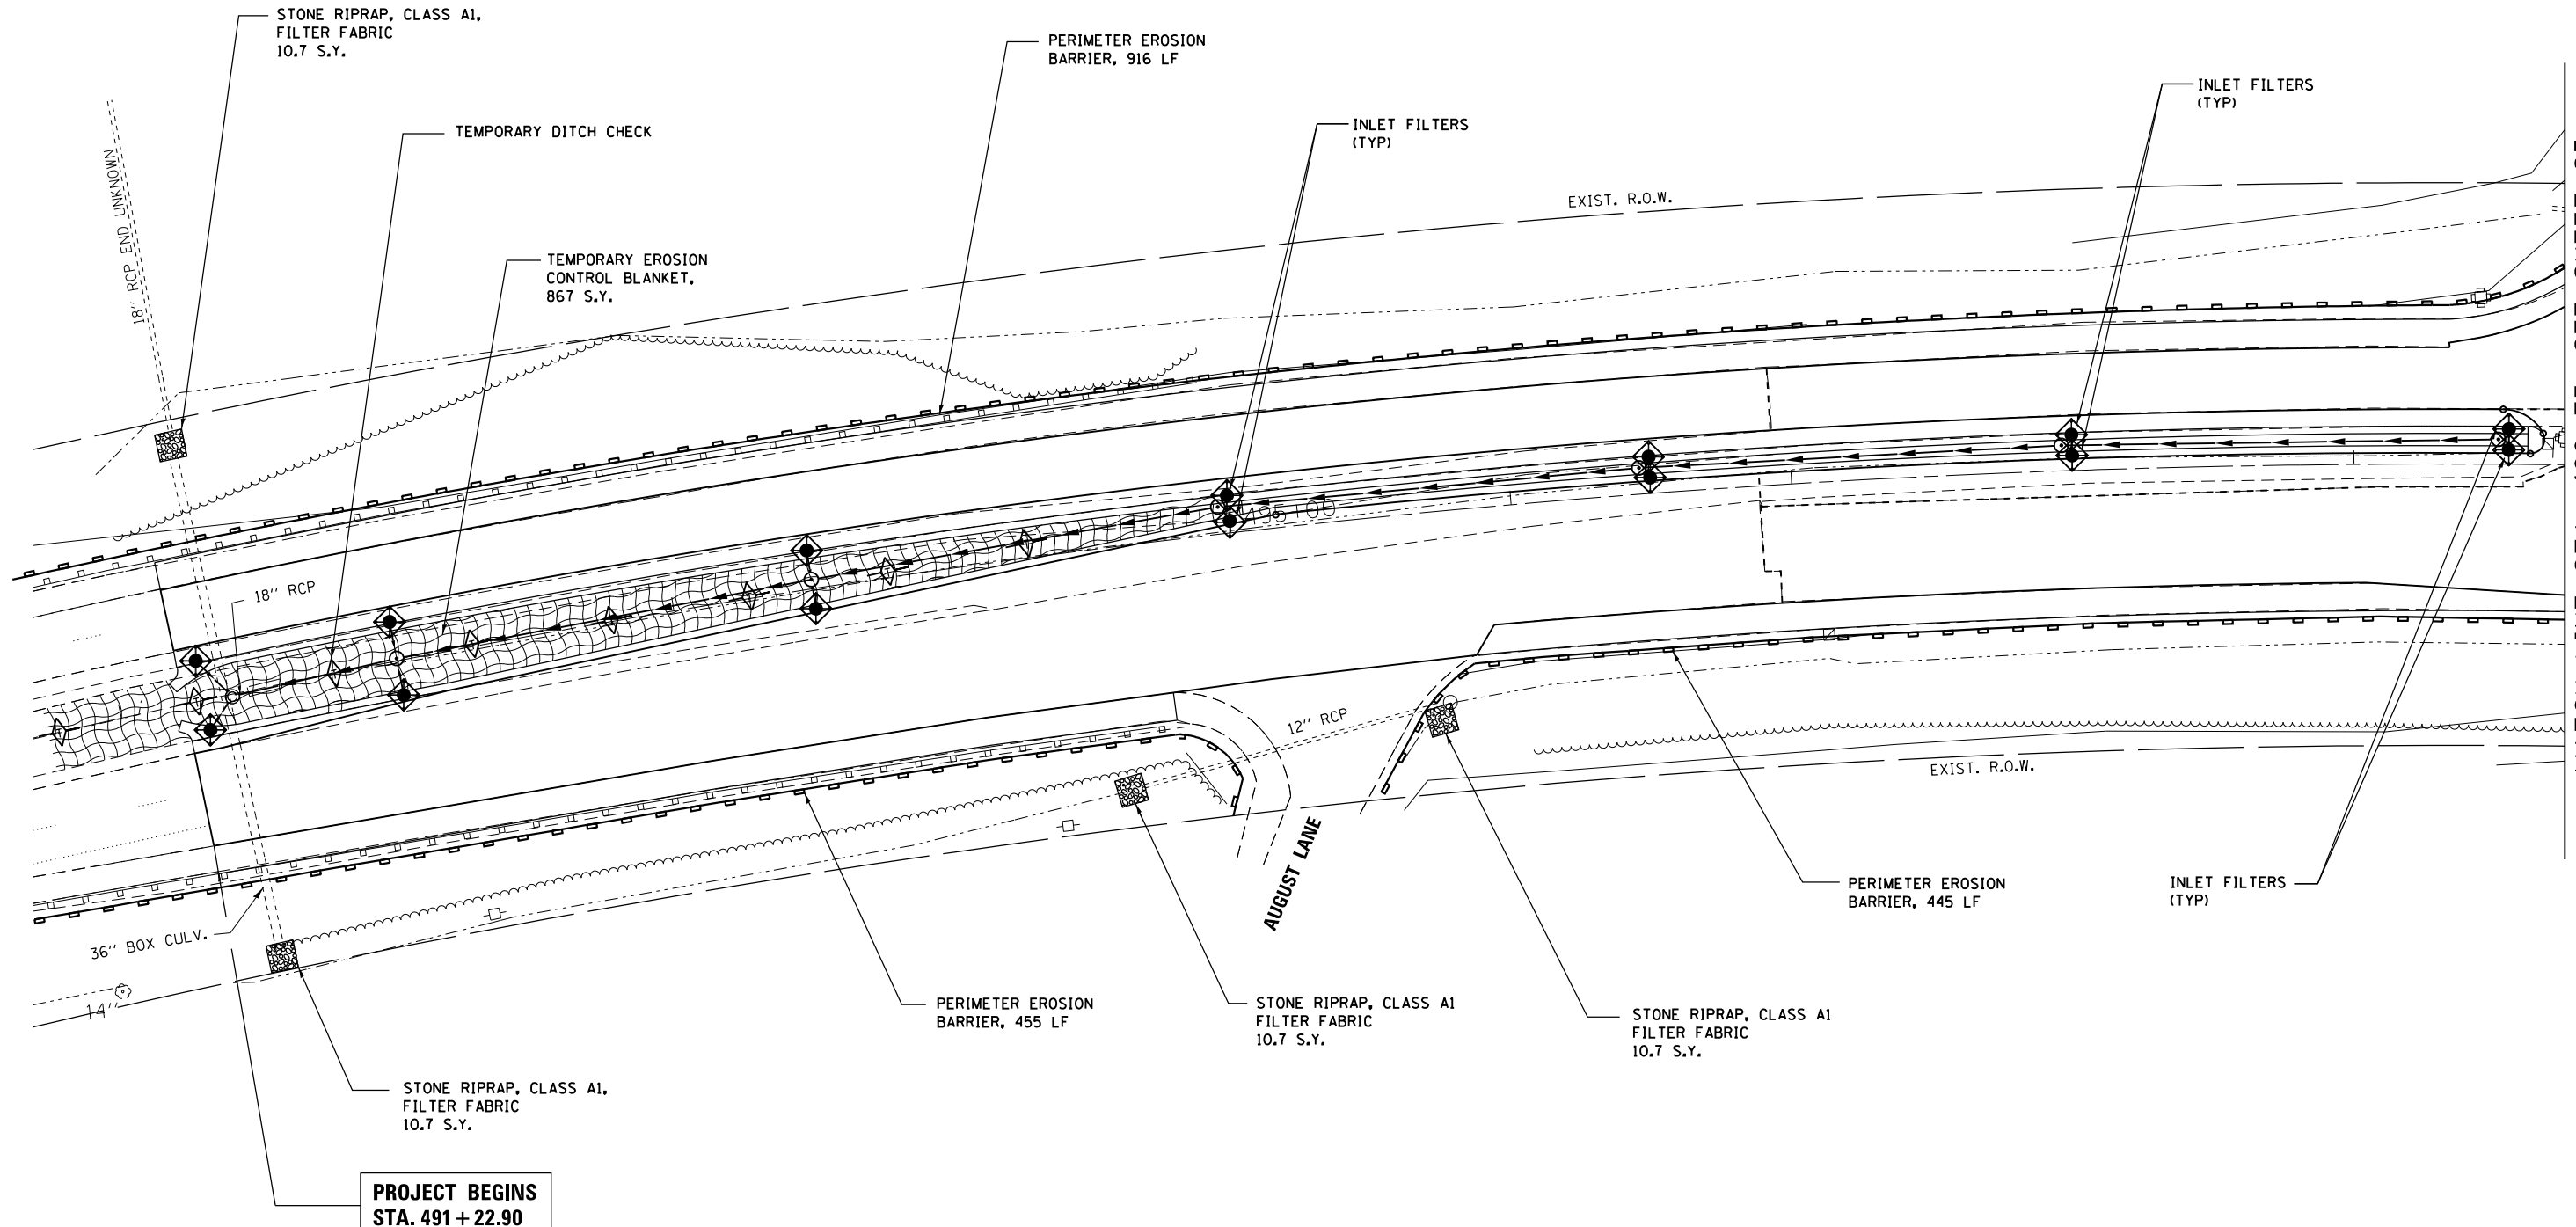 STONE RIPRAP, CLASS A1,
FILTER FABRIC
10.7 S.Y.
PERIMETER EROSION
BARRIER, 916 LF
TEMPORARY DITCH CHECK
INLET FILTERS
(TYP)
INLET FILTERS
(TYP)
18" RCP END UNKNOWN
EXIST. R.O.W.
TEMPORARY EROSION
CONTROL BLANKET,
867 S.Y.
18" RCP
495+00
12" RCP
EXIST. R.O.W.
AUGUST LANE
36" BOX CULV.
14"
PERIMETER EROSION
BARRIER, 445 LF
INLET FILTERS
(TYP)
PERIMETER EROSION
BARRIER, 455 LF
STONE RIPRAP, CLASS A1
FILTER FABRIC
10.7 S.Y.
STONE RIPRAP, CLASS A1
FILTER FABRIC
10.7 S.Y.
STONE RIPRAP, CLASS A1,
FILTER FABRIC
10.7 S.Y.
PROJECT BEGINS
STA. 491+22.90